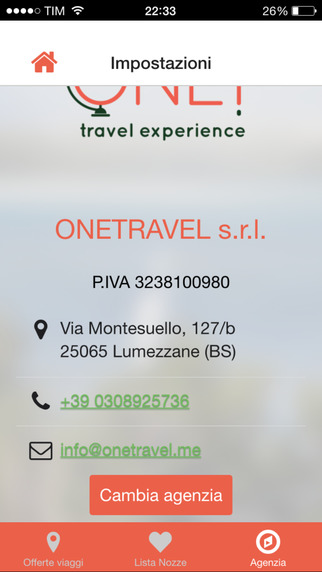 TIM 22:33 26%
Impostazioni
ONE!
travel experience
ONETRAVEL s.r.l.
P.IVA 3238100980
Via Montesuello, 127/b
25065 Lumezzane (BS)
+39 0308925736
info@onetravel.me
Cambia agenzia
Offerte viaggi Lista Nozze Agenzia